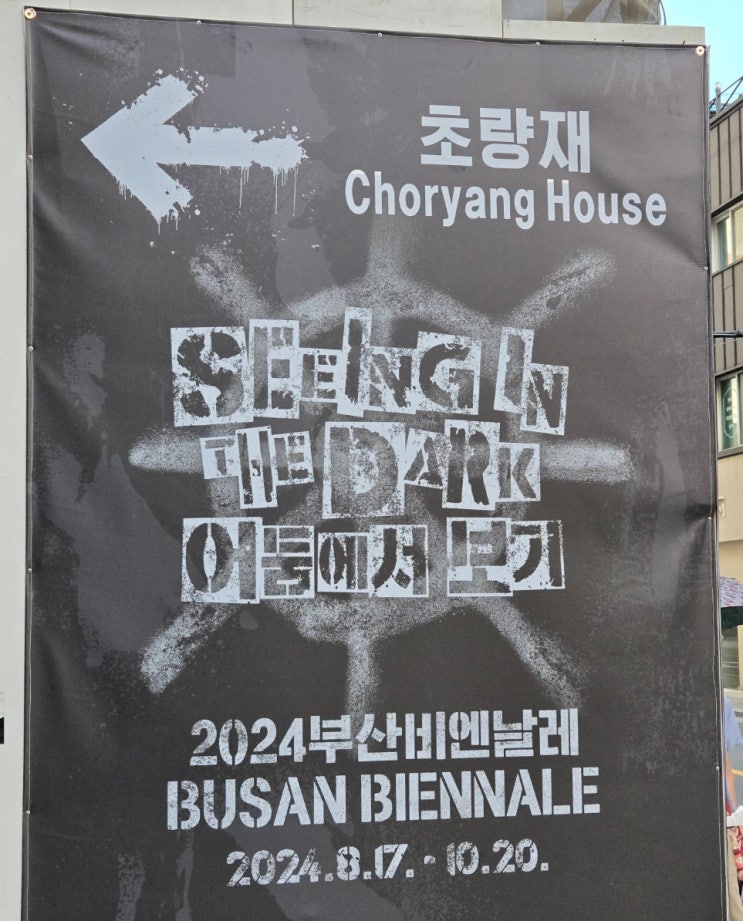 초량재
Choryang House
SEEING IN
THE DARK
어둠에서 보기
2024부산비엔날레
BUSAN BIENNALE
2024.8.17. - 10.20.